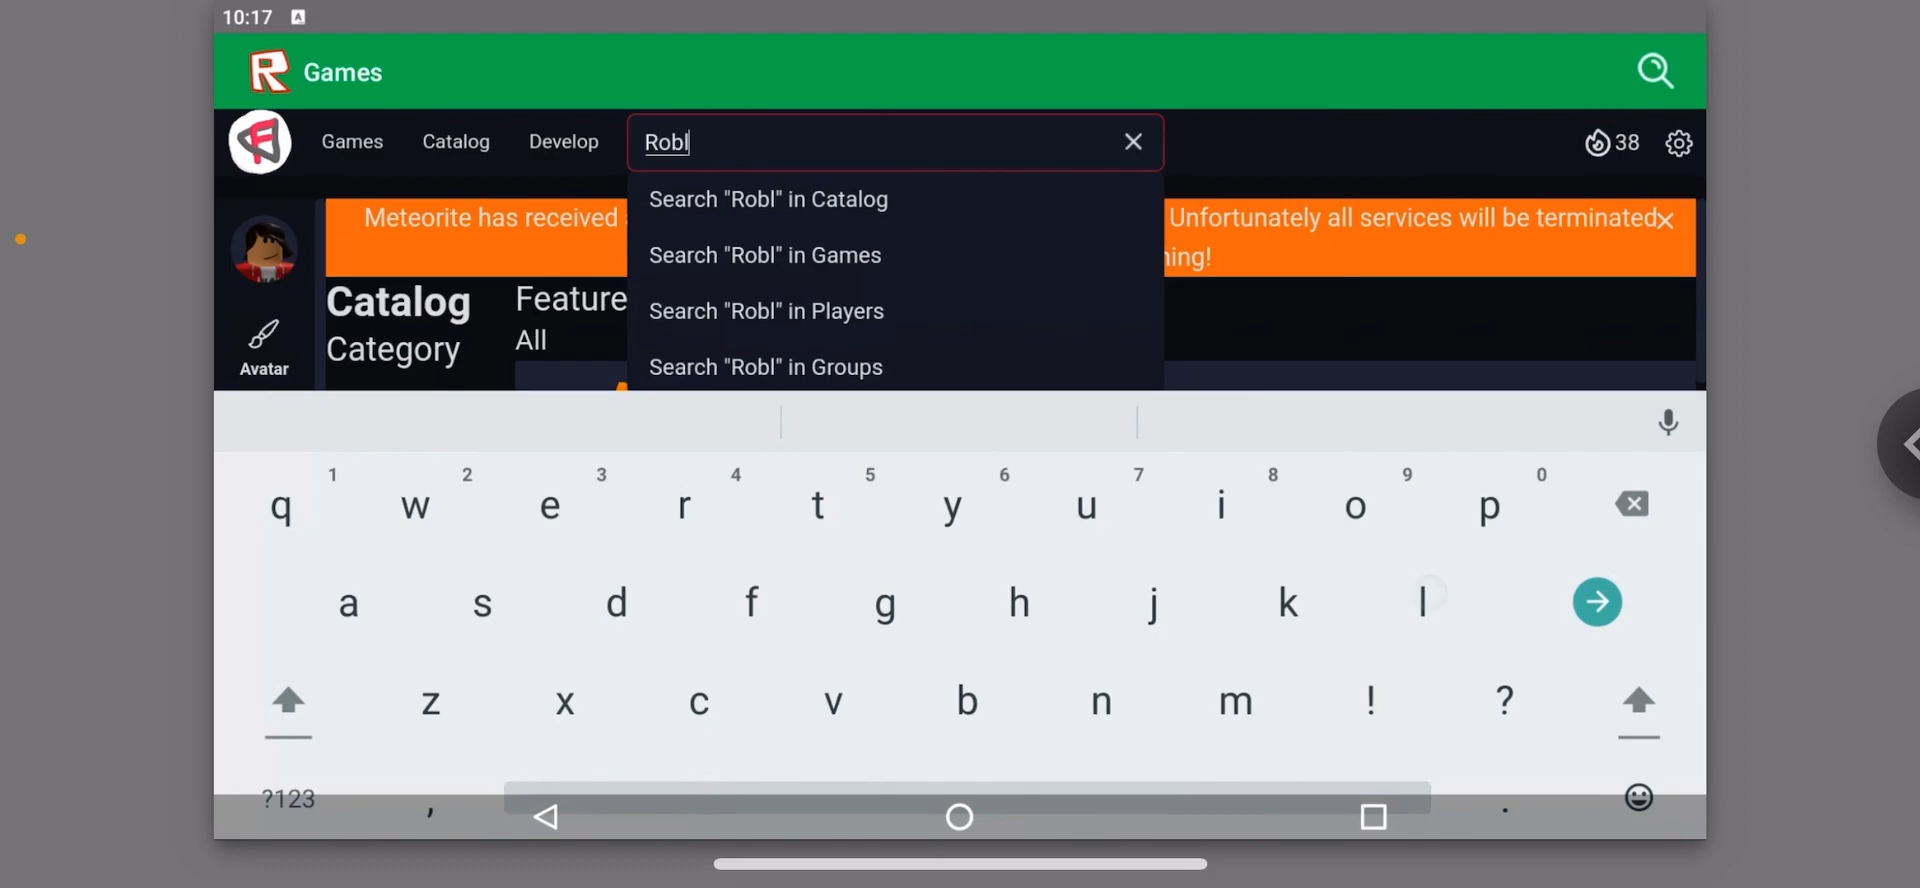 10:17
Games
Games Catalog Develop Robl 38
Search "Robl" in Catalog
Meteorite has received Unfortunately all services will be terminated
Search "Robl" in Games
ing!
Catalog Feature
Search "Robl" in Players
Category All
Avatar
Search "Robl" in Groups
1 2 3 4 5 6 7 8 9 0
q w e r t y u i o p
a s d f g h j k l
z x c v b n m ! ?
?123 , .